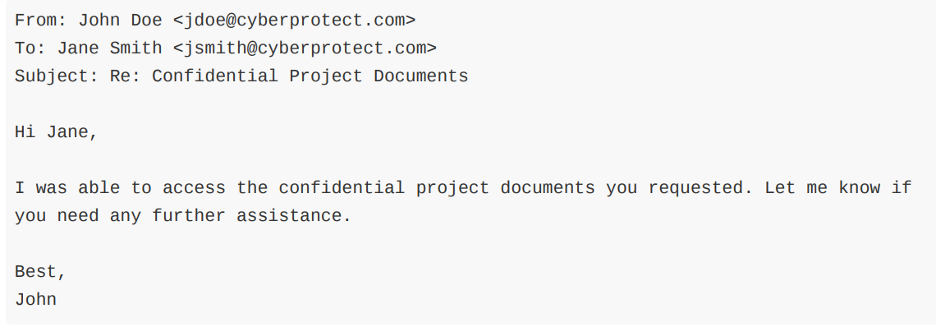 From: John Doe <jdoe@cyberprotect.com>
To: Jane Smith <jsmith@cyberprotect.com>
Subject: Re: Confidential Project Documents
Hi Jane,
I was able to access the confidential project documents you requested. Let me know if
you need any further assistance.
Best,
John